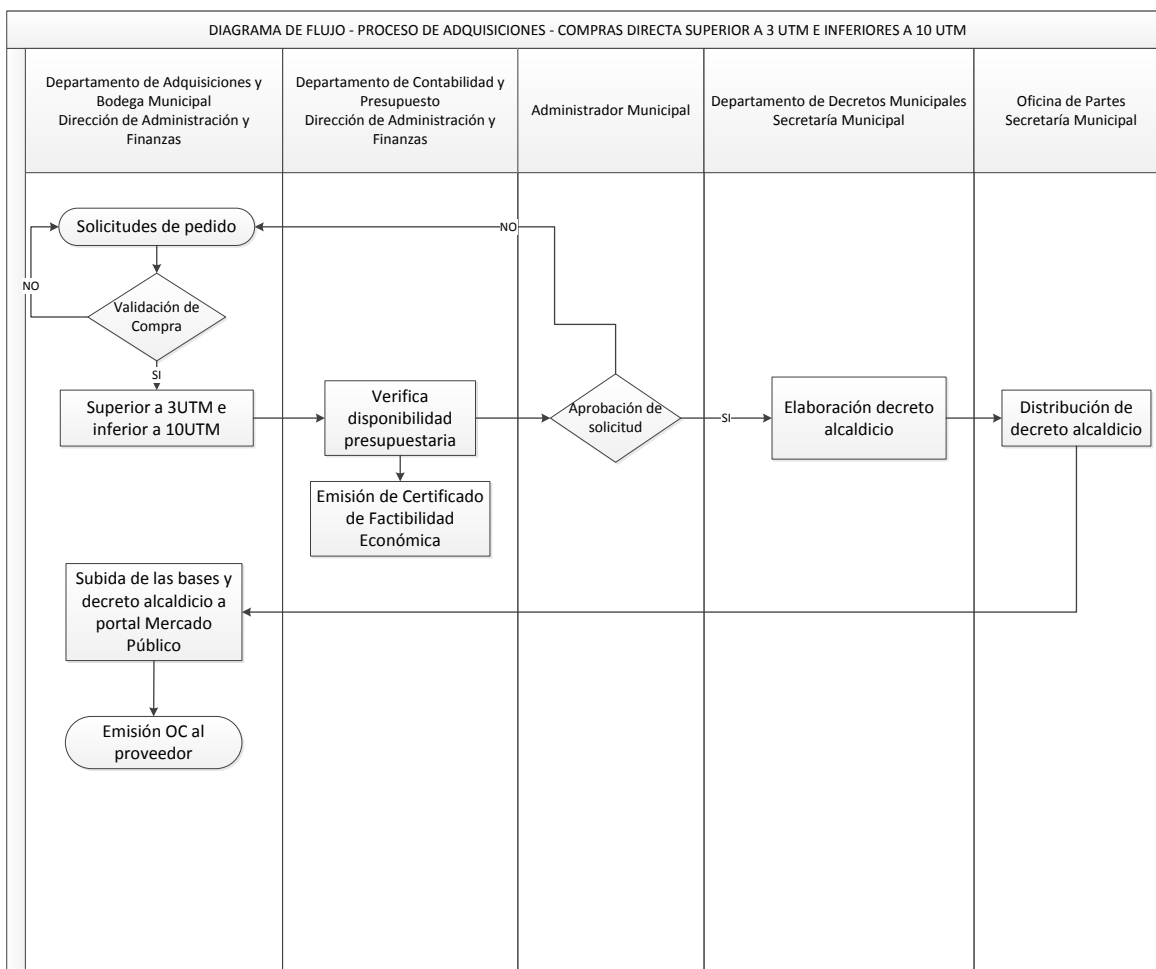 DIAGRAMA DE FLUJO - PROCESO DE ADQUISICIONES - COMPRAS DIRECTA SUPERIOR A 3 UTM E INFERIORES A 10 UTM
Departamento de Adquisiciones y
Bodega Municipal
Dirección de Administración y
Finanzas
Departamento de Contabilidad y
Presupuesto
Dirección de Administración y
Finanzas
Administrador Municipal
Departamento de Decretos Municipales
Secretaría Municipal
Oficina de Partes
Secretaría Municipal
Solicitudes de pedido
NO
NO
Validación de
Compra
SI
Superior a 3UTM e
inferior a 10UTM
Verifica
disponibilidad
presupuestaria
Aprobación de
solicitud
SI
Elaboración decreto
alcaldicio
Distribución de
decreto alcaldicio
Emisión de Certificado
de Factibilidad
Económica
Subida de las bases y
decreto alcaldicio a
portal Mercado
Público
Emisión OC al
proveedor